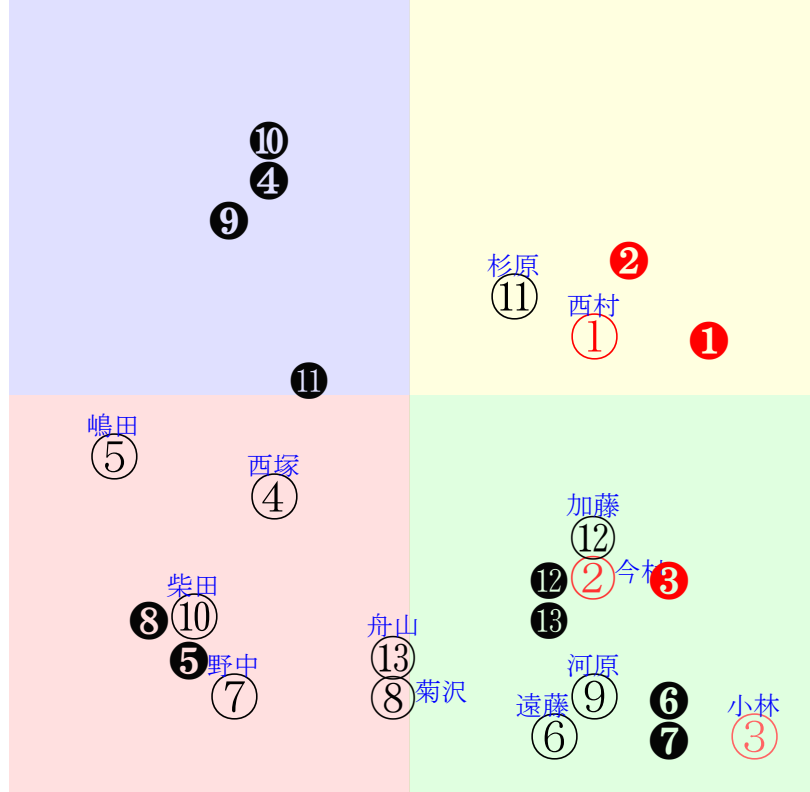 ❿
❹
❾
❷
杉原
⑪
西村
①
❶
⓫
嶋田
⑤
西塚
④
加藤
⑫
⓬
② 今村
❸
柴田
❽ ⑩
⓭
舟山
⑬
❺ 野中
⑦
河原
⑨
⑧ 菊沢
❻
遠藤
⑥
❼
小林
③